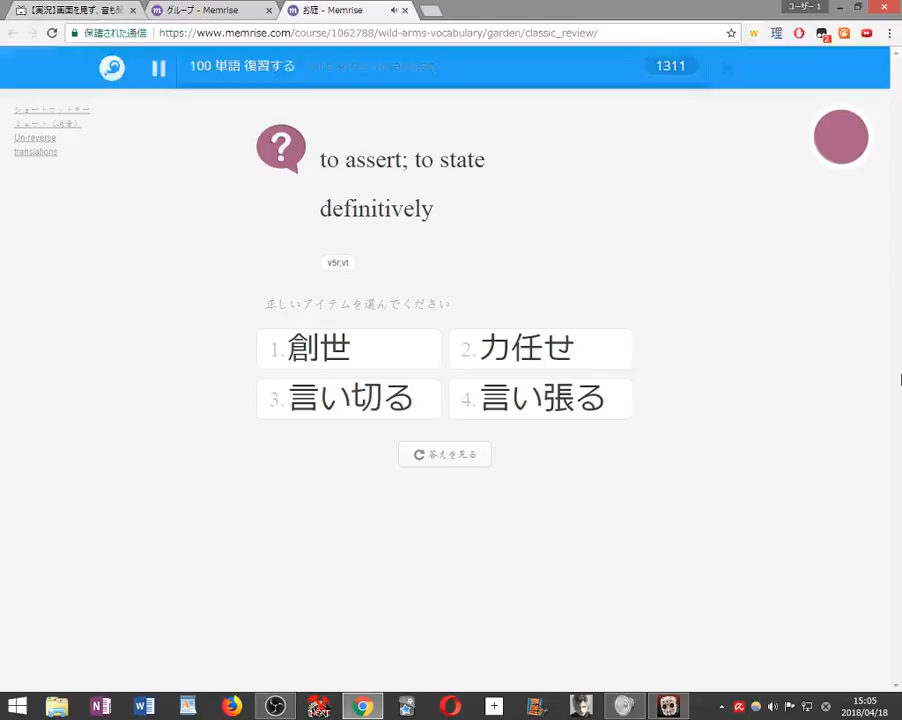 【実況】画面を見ず、音も
グループ - Memrise
お庭 - Memrise
ユーザー 1
保護された通信
https://www.memrise.com/course/1062788/wild-arms-vocabulary/garden/classic_review/
100 単語 復習する
1311
ショートカットキー
ミュート (消音)
Un-reverse
translations
to assert; to state
definitively
v5r;vt
正しいアイテムを選んでください
1. 創世
2. 力任せ
3. 言い切る
4. 言い張る
答えを見る
15:05
2018/04/18